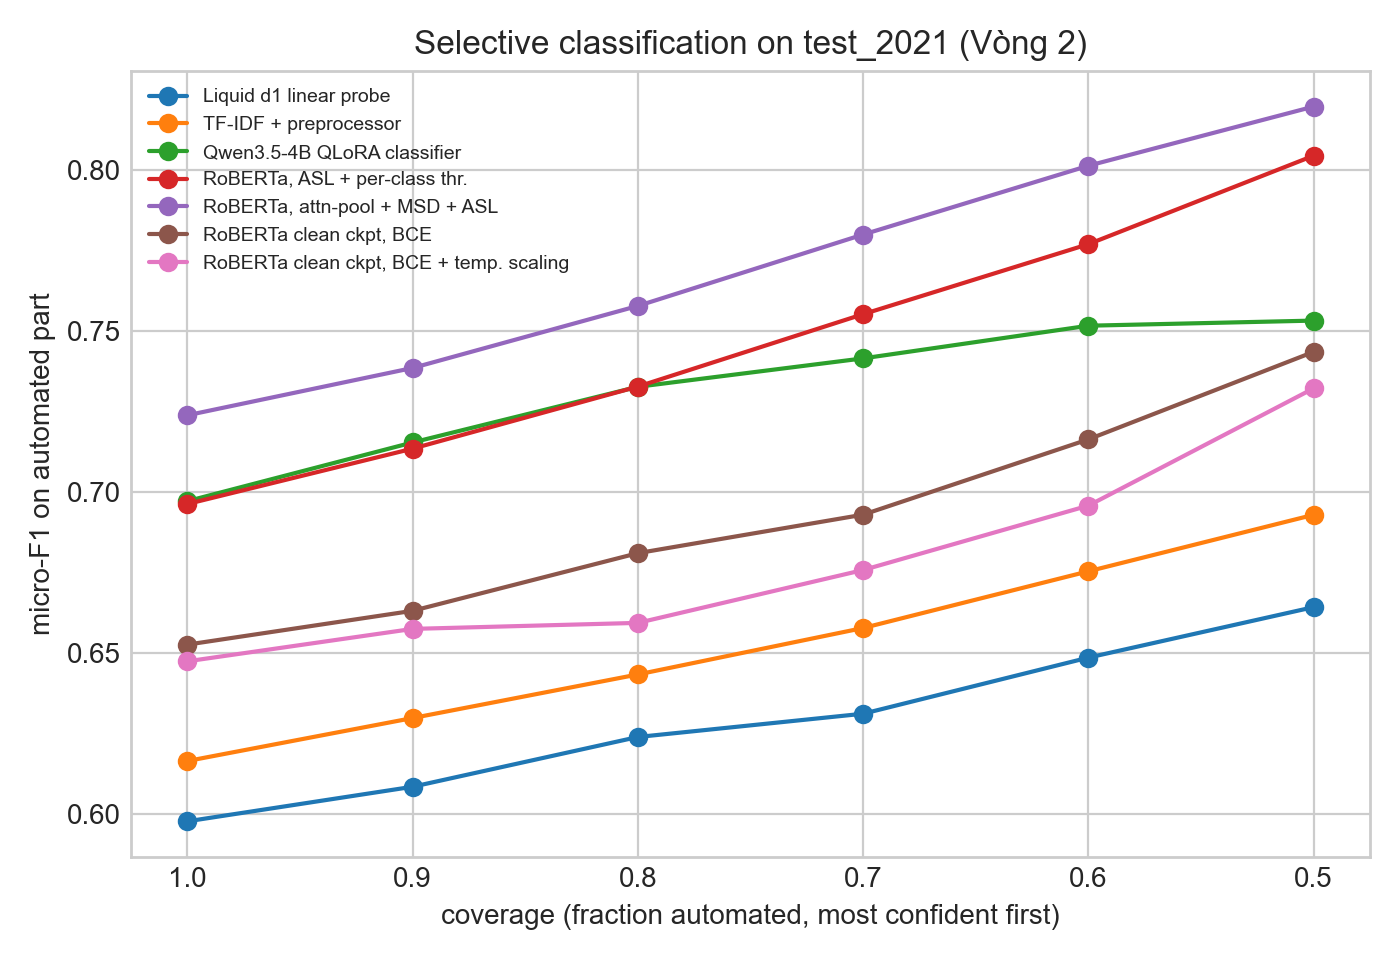 Selective classification on test_2021 (Vòng 2)
Liquid d1 linear probe
TF-IDF + preprocessor
Qwen3.5-4B QLoRA classifier
RoBERTa, ASL + per-class thr.
RoBERTa, attn-pool + MSD + ASL
RoBERTa clean ckpt, BCE
RoBERTa clean ckpt, BCE + temp. scaling
micro-F1 on automated part
0.80
0.75
0.70
0.65
0.60
1.0 0.9 0.8 0.7 0.6 0.5
coverage (fraction automated, most confident first)